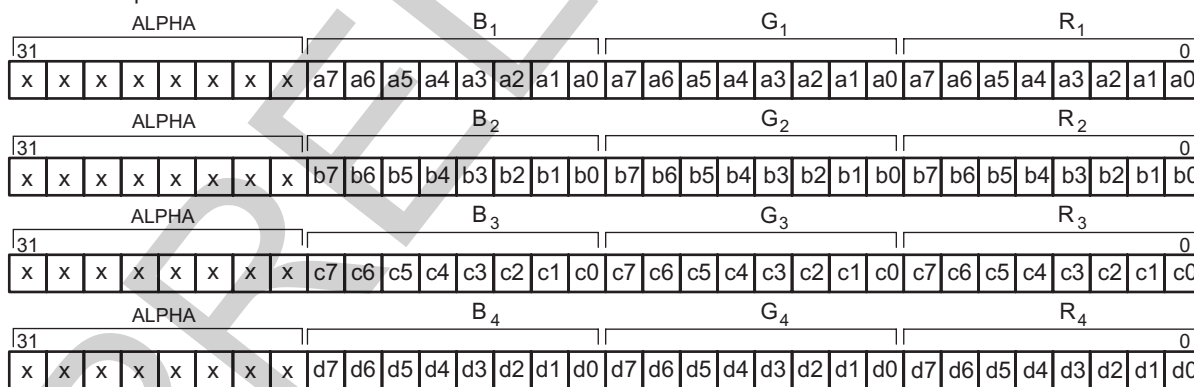 ALPHA B1 G1 R1
31 0
x x x x x x x x a7 a6 a5 a4 a3 a2 a1 a0 a7 a6 a5 a4 a3 a2 a1 a0 a7 a6 a5 a4 a3 a2 a1 a0
ALPHA B2 G2 R2
31 0
x x x x x x x x b7 b6 b5 b4 b3 b2 b1 b0 b7 b6 b5 b4 b3 b2 b1 b0 b7 b6 b5 b4 b3 b2 b1 b0
ALPHA B3 G3 R3
31 0
x x x x x x x x c7 c6 c5 c4 c3 c2 c1 c0 c7 c6 c5 c4 c3 c2 c1 c0 c7 c6 c5 c4 c3 c2 c1 c0
ALPHA B4 G4 R4
31 0
x x x x x x x x d7 d6 d5 d4 d3 d2 d1 d0 d7 d6 d5 d4 d3 d2 d1 d0 d7 d6 d5 d4 d3 d2 d1 d0